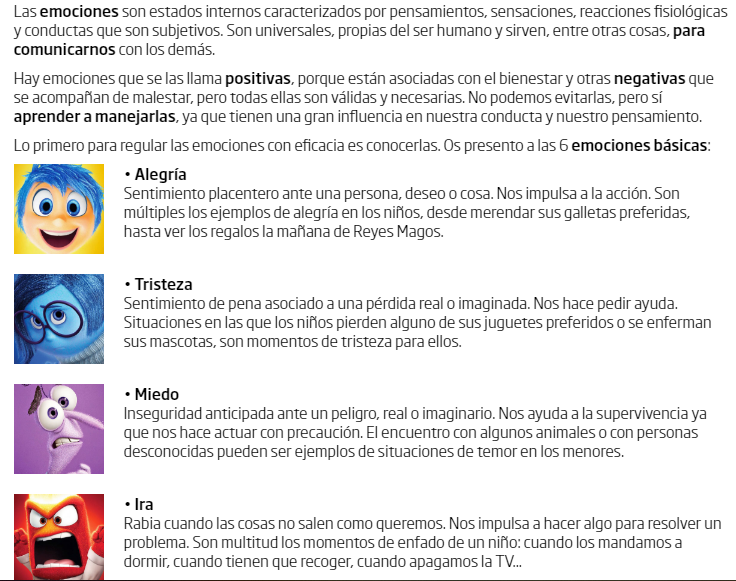 Las emociones son estados internos caracterizados por pensamientos, sensaciones, reacciones fisiológicas
y conductas que son subjetivos. Son universales, propias del ser humano y sirven, entre otras cosas, para
comunicarnos con los demás.
Hay emociones que se las llama positivas, porque están asociadas con el bienestar y otras negativas que
se acompañan de malestar, pero todas ellas son válidas y necesarias. No podemos evitarlas, pero sí
aprender a manejarlas, ya que tienen una gran influencia en nuestra conducta y nuestro pensamiento.
Lo primero para regular las emociones con eficacia es conocerlas. Os presento a las 6 emociones básicas:
• Alegría
Sentimiento placentero ante una persona, deseo o cosa. Nos impulsa a la acción. Son
múltiples los ejemplos de alegría en los niños, desde merendar sus galletas preferidas,
hasta ver los regalos la mañana de Reyes Magos.
• Tristeza
Sentimiento de pena asociado a una pérdida real o imaginada. Nos hace pedir ayuda.
Situaciones en las que los niños pierden alguno de sus juguetes preferidos o se enferman
sus mascotas, son momentos de tristeza para ellos.
• Miedo
Inseguridad anticipada ante un peligro, real o imaginario. Nos ayuda a la supervivencia ya
que nos hace actuar con precaución. El encuentro con algunos animales o con personas
desconocidas pueden ser ejemplos de situaciones de temor en los menores.
• Ira
Rabia cuando las cosas no salen como queremos. Nos impulsa a hacer algo para resolver un
problema. Son multitud los momentos de enfado de un niño: cuando los mandamos a
dormir, cuando tienen que recoger, cuando apagamos la TV...